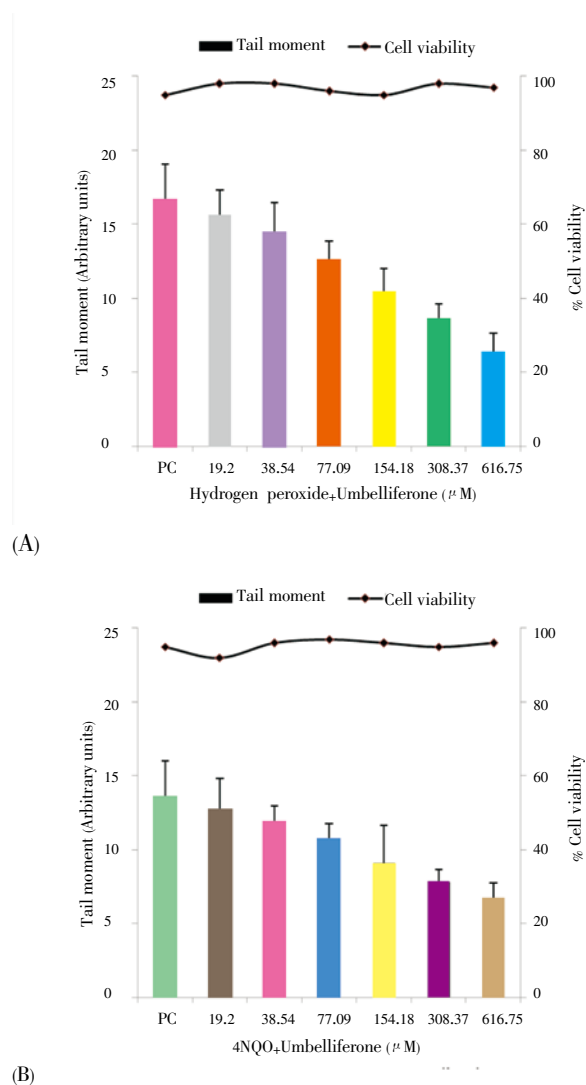 Tail moment Cell viability
25 100
20 80
15 60
10 40
5 20
0 0
Tail moment (Arbitrary units)
% Cell viability
PC 19.2 38.54 77.09 154.18 308.37 616.75
Hydrogen peroxide+Umbelliferone (μM)
(A)
Tail moment Cell viability
25 100
20 80
15 60
10 40
5 20
0 0
Tail moment (Arbitrary units)
% Cell viability
PC 19.2 38.54 77.09 154.18 308.37 616.75
4NQO+Umbelliferone (μM)
(B)